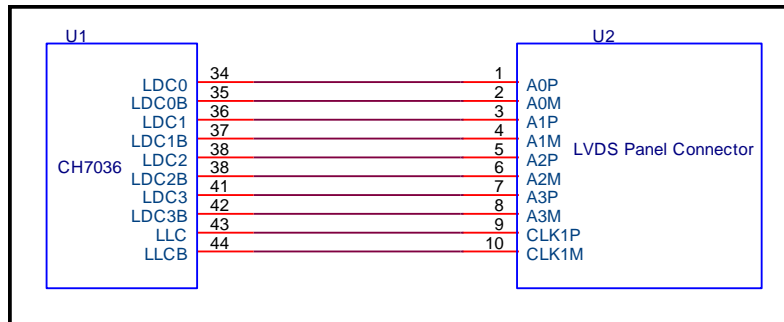 U1 U2
LDC0 34 1 A0P
LDC0B 35 2 A0M
LDC1 36 3 A1P
LDC1B 37 4 A1M
LDC2 38 5 A2P
LDC2B 38 6 A2M
LDC3 41 7 A3P
LDC3B 42 8 A3M
LLC 43 9 CLK1P
LLCB 44 10 CLK1M
CH7036
LVDS Panel Connector